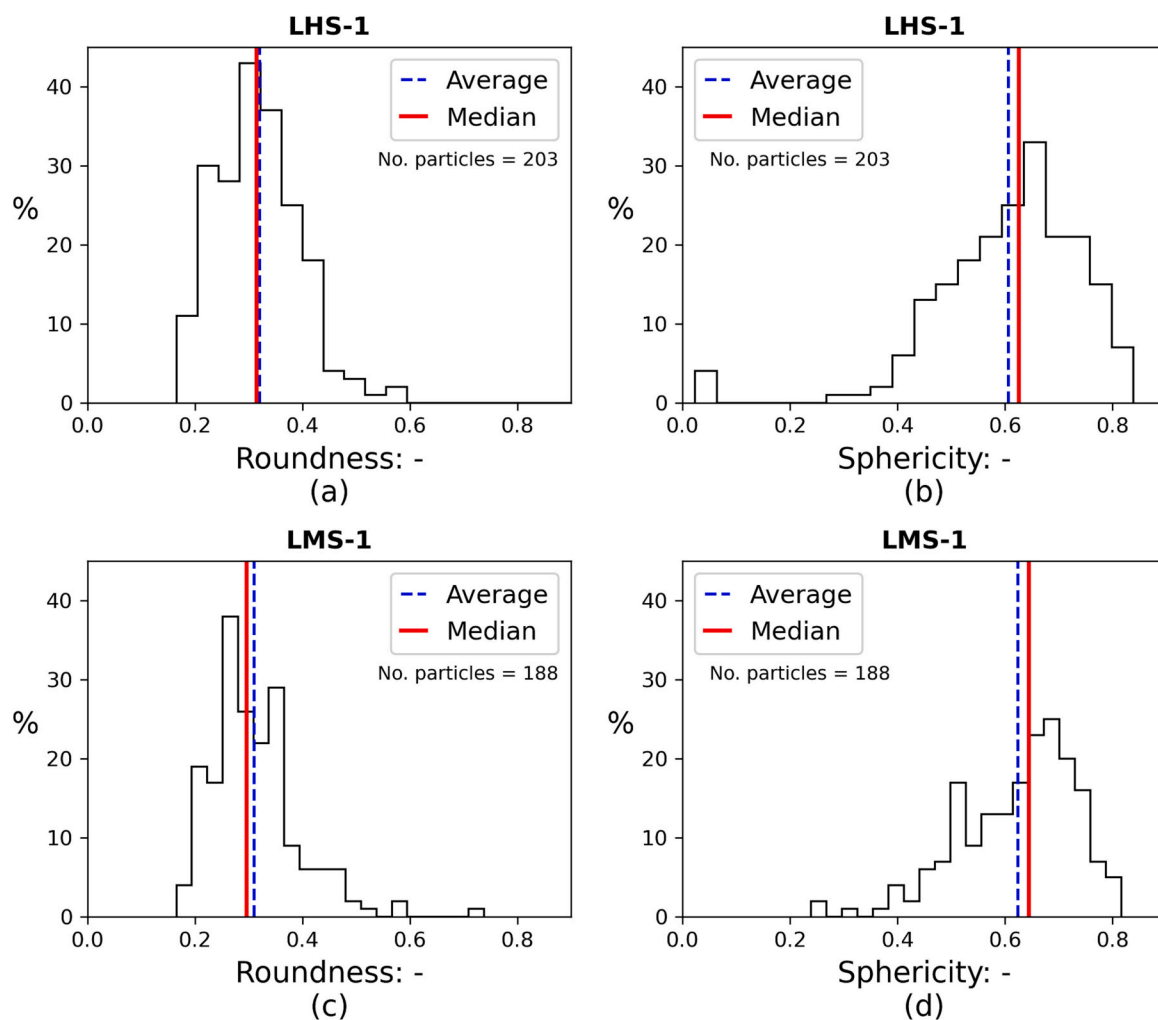 LHS-1
40
30
20
10
0
%
Average
Median
No. particles = 203
0.0 0.2 0.4 0.6 0.8
Roundness: -
(a)
LHS-1
40
30
20
10
0
%
Average
Median
No. particles = 203
0.0 0.2 0.4 0.6 0.8
Sphericity: -
(b)
LMS-1
40
30
20
10
0
%
Average
Median
No. particles = 188
0.0 0.2 0.4 0.6 0.8
Roundness: -
(c)
LMS-1
40
30
20
10
0
%
Average
Median
No. particles = 188
0.0 0.2 0.4 0.6 0.8
Sphericity: -
(d)